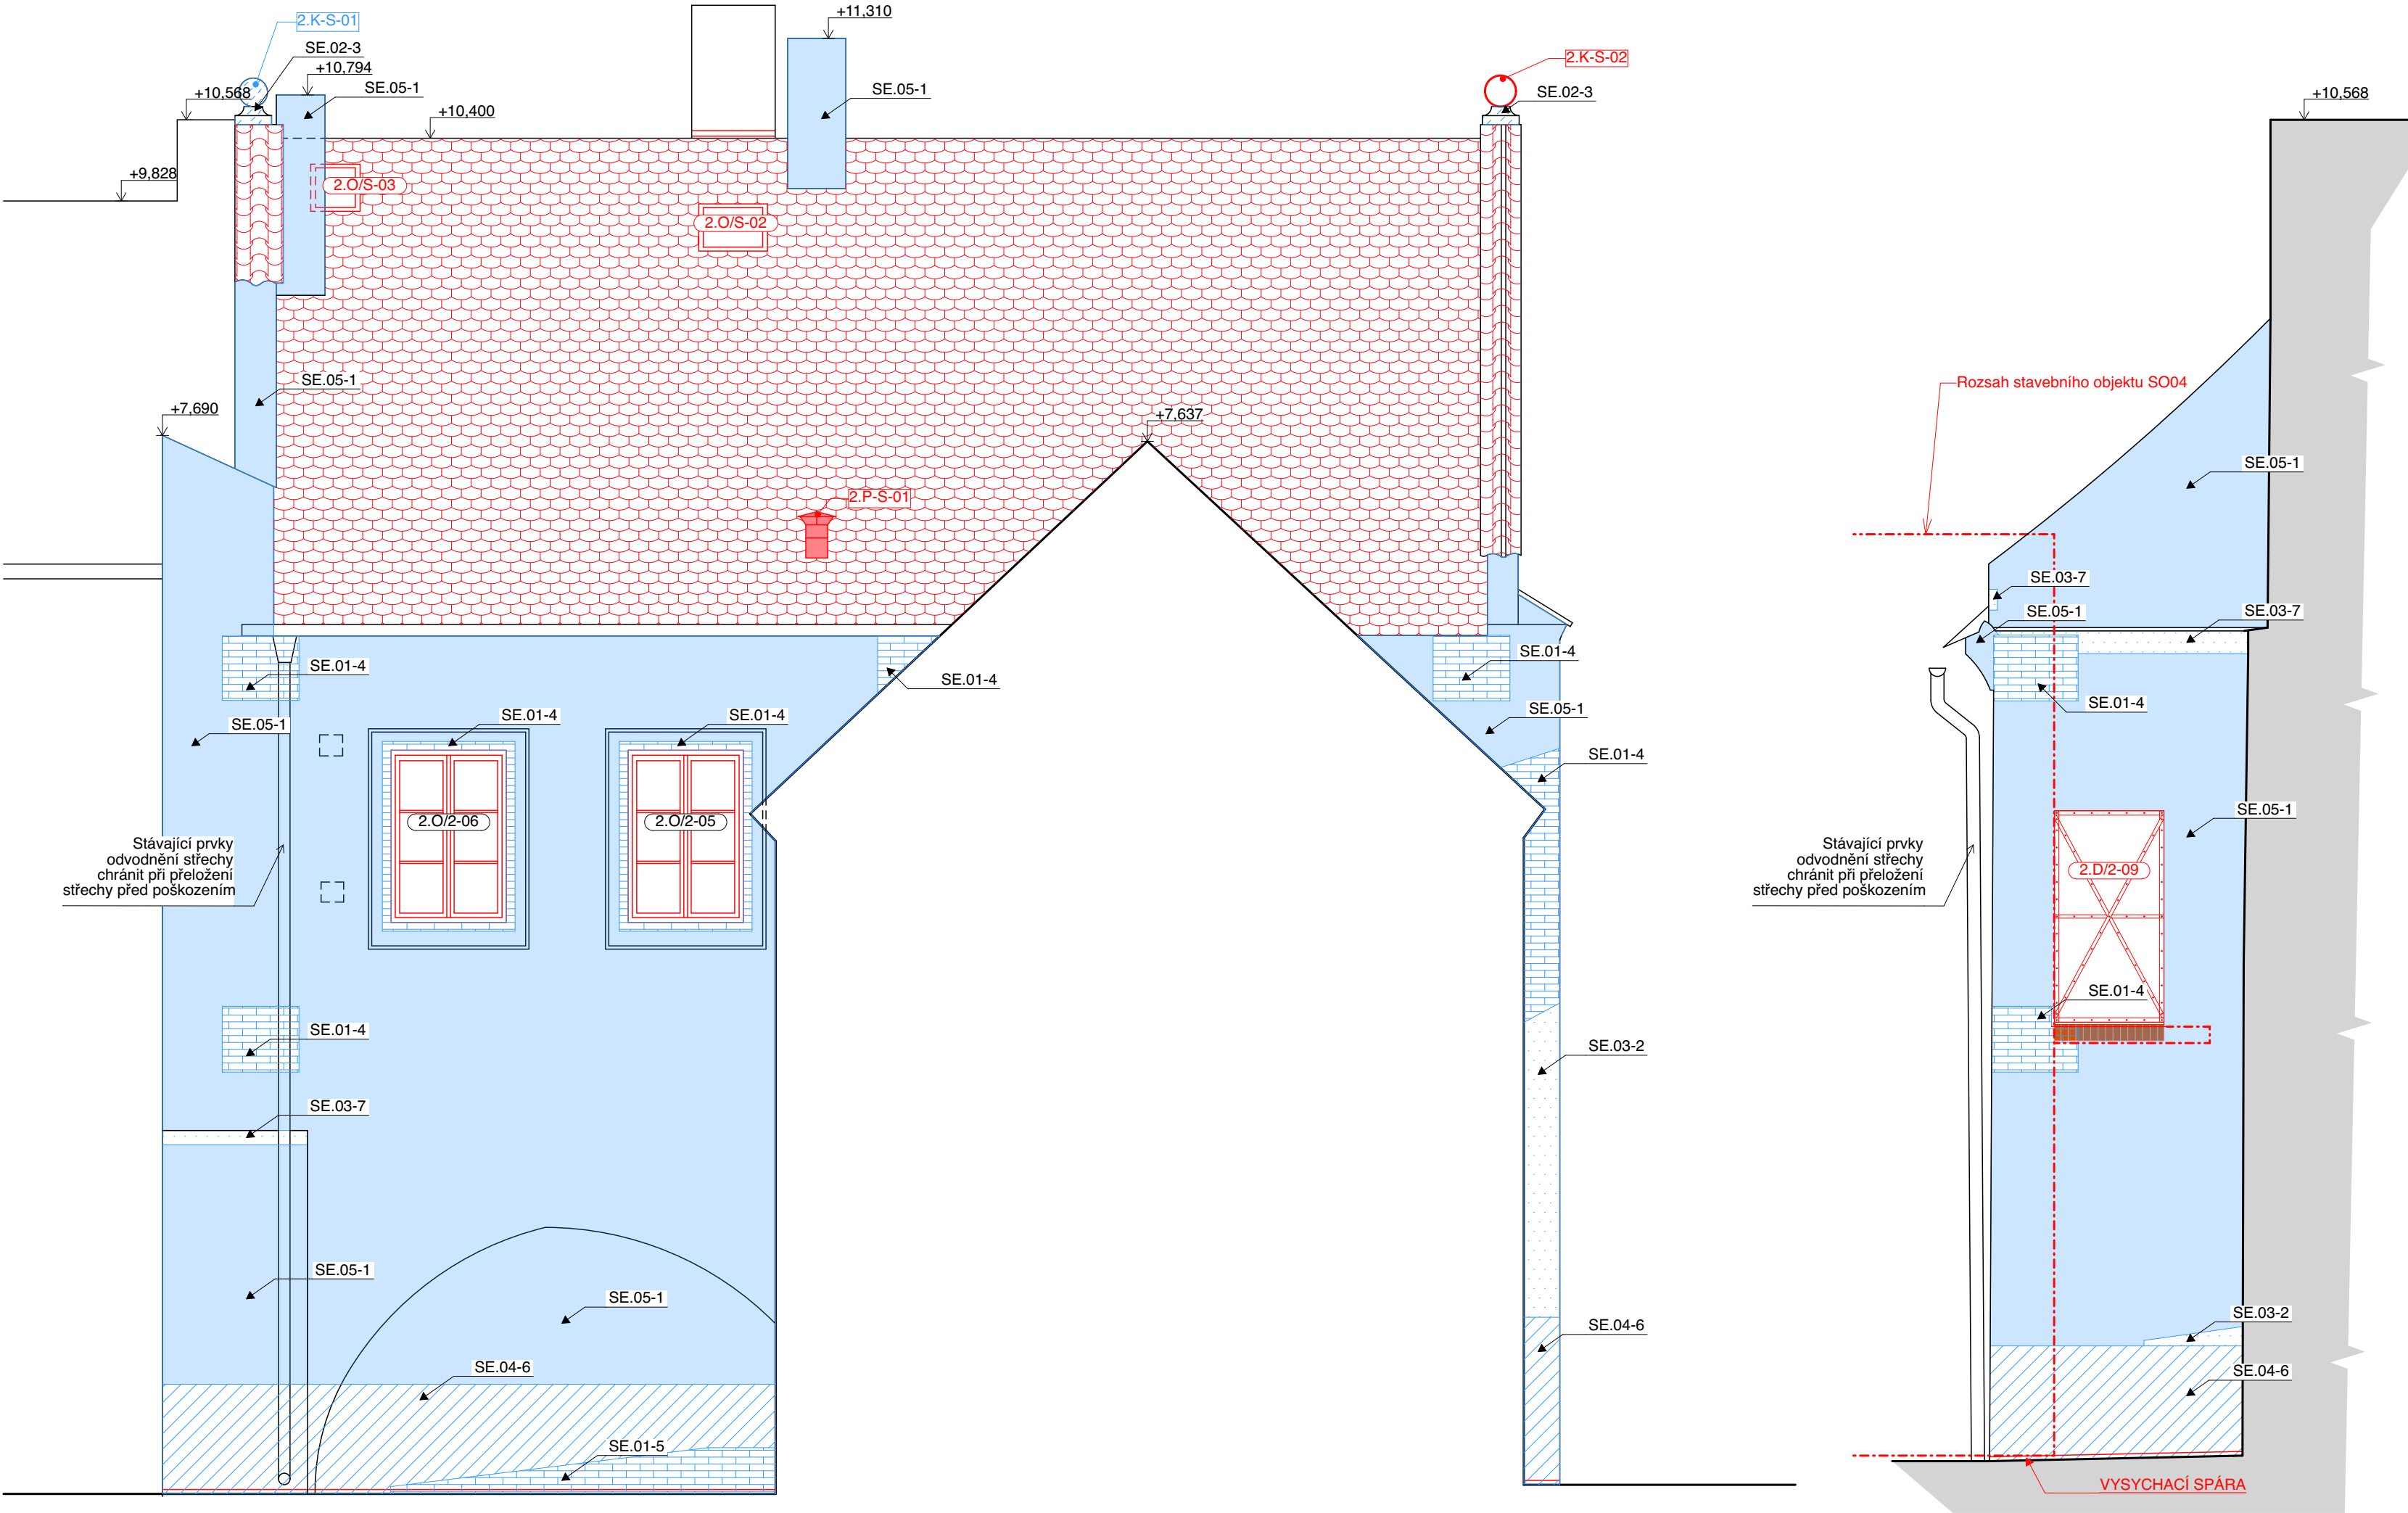 2.K-S-01
SE.02-3
+10,794
+10,568
SE.05-1
+10,400
+11,310
SE.05-1
2.K-S-02
SE.02-3
+10,568
+9,828
2.O/S-03
2.O/S-02
SE.05-1
+7,690
+7,637
2.P-S-01
Rozsah stavebního objektu SO04
SE.05-1
SE.03-7
SE.05-1
SE.03-7
SE.01-4
SE.01-4
SE.01-4
SE.01-4
SE.05-1
SE.01-4
SE.01-4
SE.05-1
SE.01-4
2.O/2-06
2.O/2-05
SE.05-1
Stávající prvky
odvodnění střechy
chránit při přeložení
střechy před poškozením
Stávající prvky
odvodnění střechy
chránit při přeložení
střechy před poškozením
2.D/2-09
SE.01-4
SE.01-4
SE.03-2
SE.03-7
SE.05-1
SE.05-1
SE.03-2
SE.04-6
SE.04-6
SE.04-6
SE.01-5
VYSYCHACÍ SPÁRA